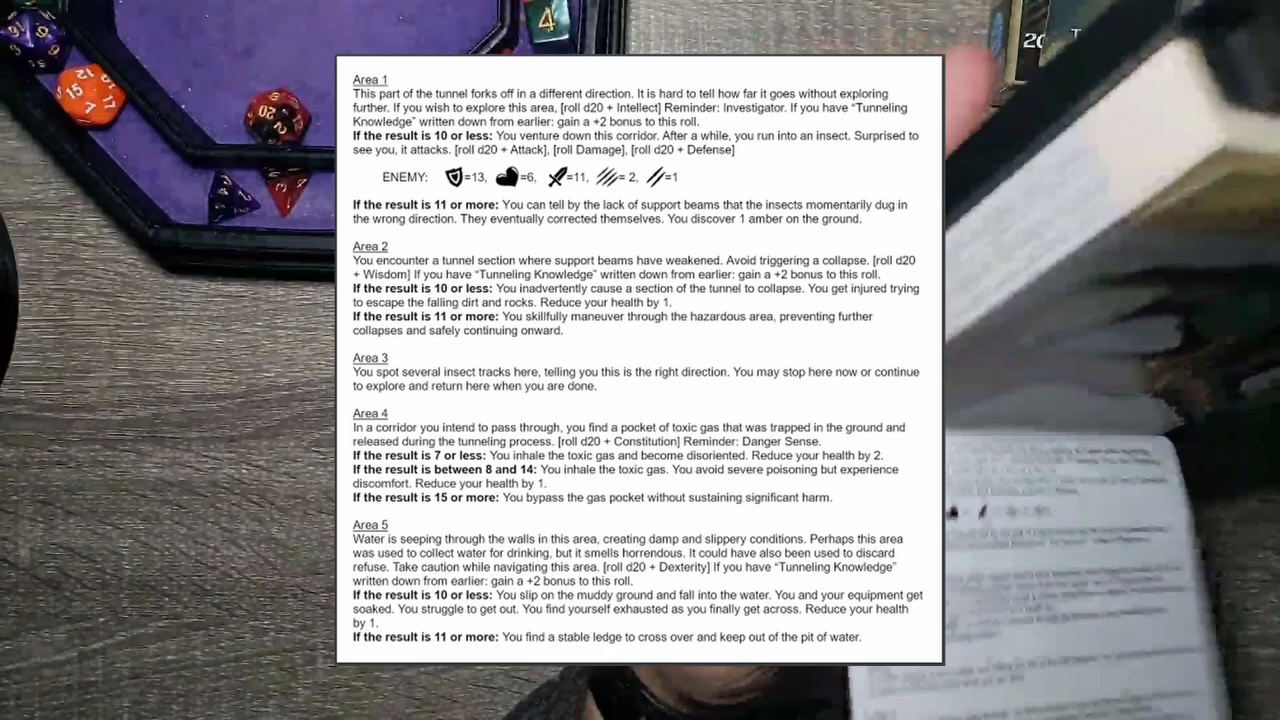 Area 1
This part of the tunnel forks off in a different direction. It is hard to tell how far it goes without exploring
further. If you wish to explore this area, [roll d20 + Intellect] Reminder: Investigator. If you have “Tunneling
Knowledge” written down from earlier: gain a +2 bonus to this roll.
If the result is 10 or less: You venture down this corridor. After a while, you run into an insect. Surprised to
see you, it attacks. [roll d20 + Attack], [roll Damage], [roll d20 + Defense]
ENEMY: =13, =6, =11, = 2, =1
If the result is 11 or more: You can tell by the lack of support beams that the insects momentarily dug in
the wrong direction. They eventually corrected themselves. You discover 1 amber on the ground.
Area 2
You encounter a tunnel section where support beams have weakened. Avoid triggering a collapse. [roll d20
+ Wisdom] If you have “Tunneling Knowledge” written down from earlier: gain a +2 bonus to this roll.
If the result is 10 or less: You inadvertently cause a section of the tunnel to collapse. You get injured trying
to escape the falling dirt and rocks. Reduce your health by 1.
If the result is 11 or more: You skillfully maneuver through the hazardous area, preventing further
collapses and safely continuing onward.
Area 3
You spot several insect tracks here, telling you this is the right direction. You may stop here now or continue
to explore and return here when you are done.
Area 4
In a corridor you intend to pass through, you find a pocket of toxic gas that was trapped in the ground and
released during the tunneling process. [roll d20 + Constitution] Reminder: Danger Sense.
If the result is 7 or less: You inhale the toxic gas and become disoriented. Reduce your health by 2.
If the result is between 8 and 14: You inhale the toxic gas. You avoid severe poisoning but experience
discomfort. Reduce your health by 1.
If the result is 15 or more: You bypass the gas pocket without sustaining significant harm.
Area 5
Water is seeping through the walls in this area, creating damp and slippery conditions. Perhaps this area
was used to collect water for drinking, but it smells horrendous. It could have also been used to discard
refuse. Take caution while navigating this area. [roll d20 + Dexterity] If you have “Tunneling Knowledge”
written down from earlier: gain a +2 bonus to this roll.
If the result is 10 or less: You slip on the muddy ground and fall into the water. You and your equipment get
soaked. You struggle to get out. You find yourself exhausted as you finally get across. Reduce your health
by 1.
If the result is 11 or more: You find a stable ledge to cross over and keep out of the pit of water.
4
15
17
20